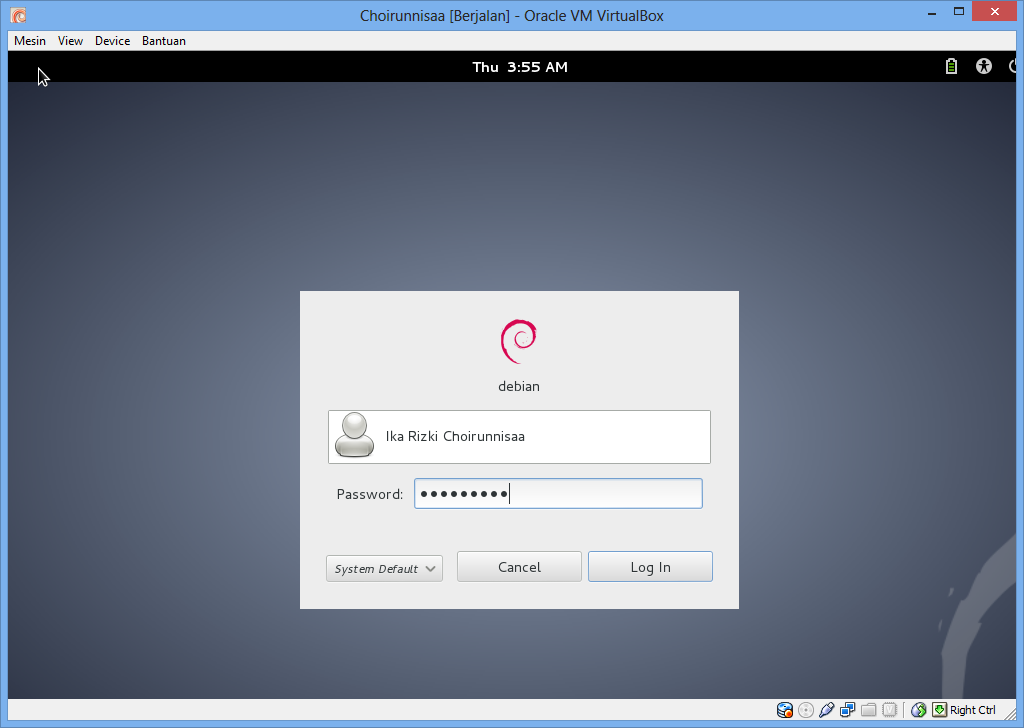 Choirunnisaa [Berjalan] - Oracle VM VirtualBox
Mesin View Device Bantuan
Thu 3:55 AM
debian
Ika Rizki Choirunnisaa
Password: ●●●●●●●●●
System Default Cancel Log In
Right Ctrl